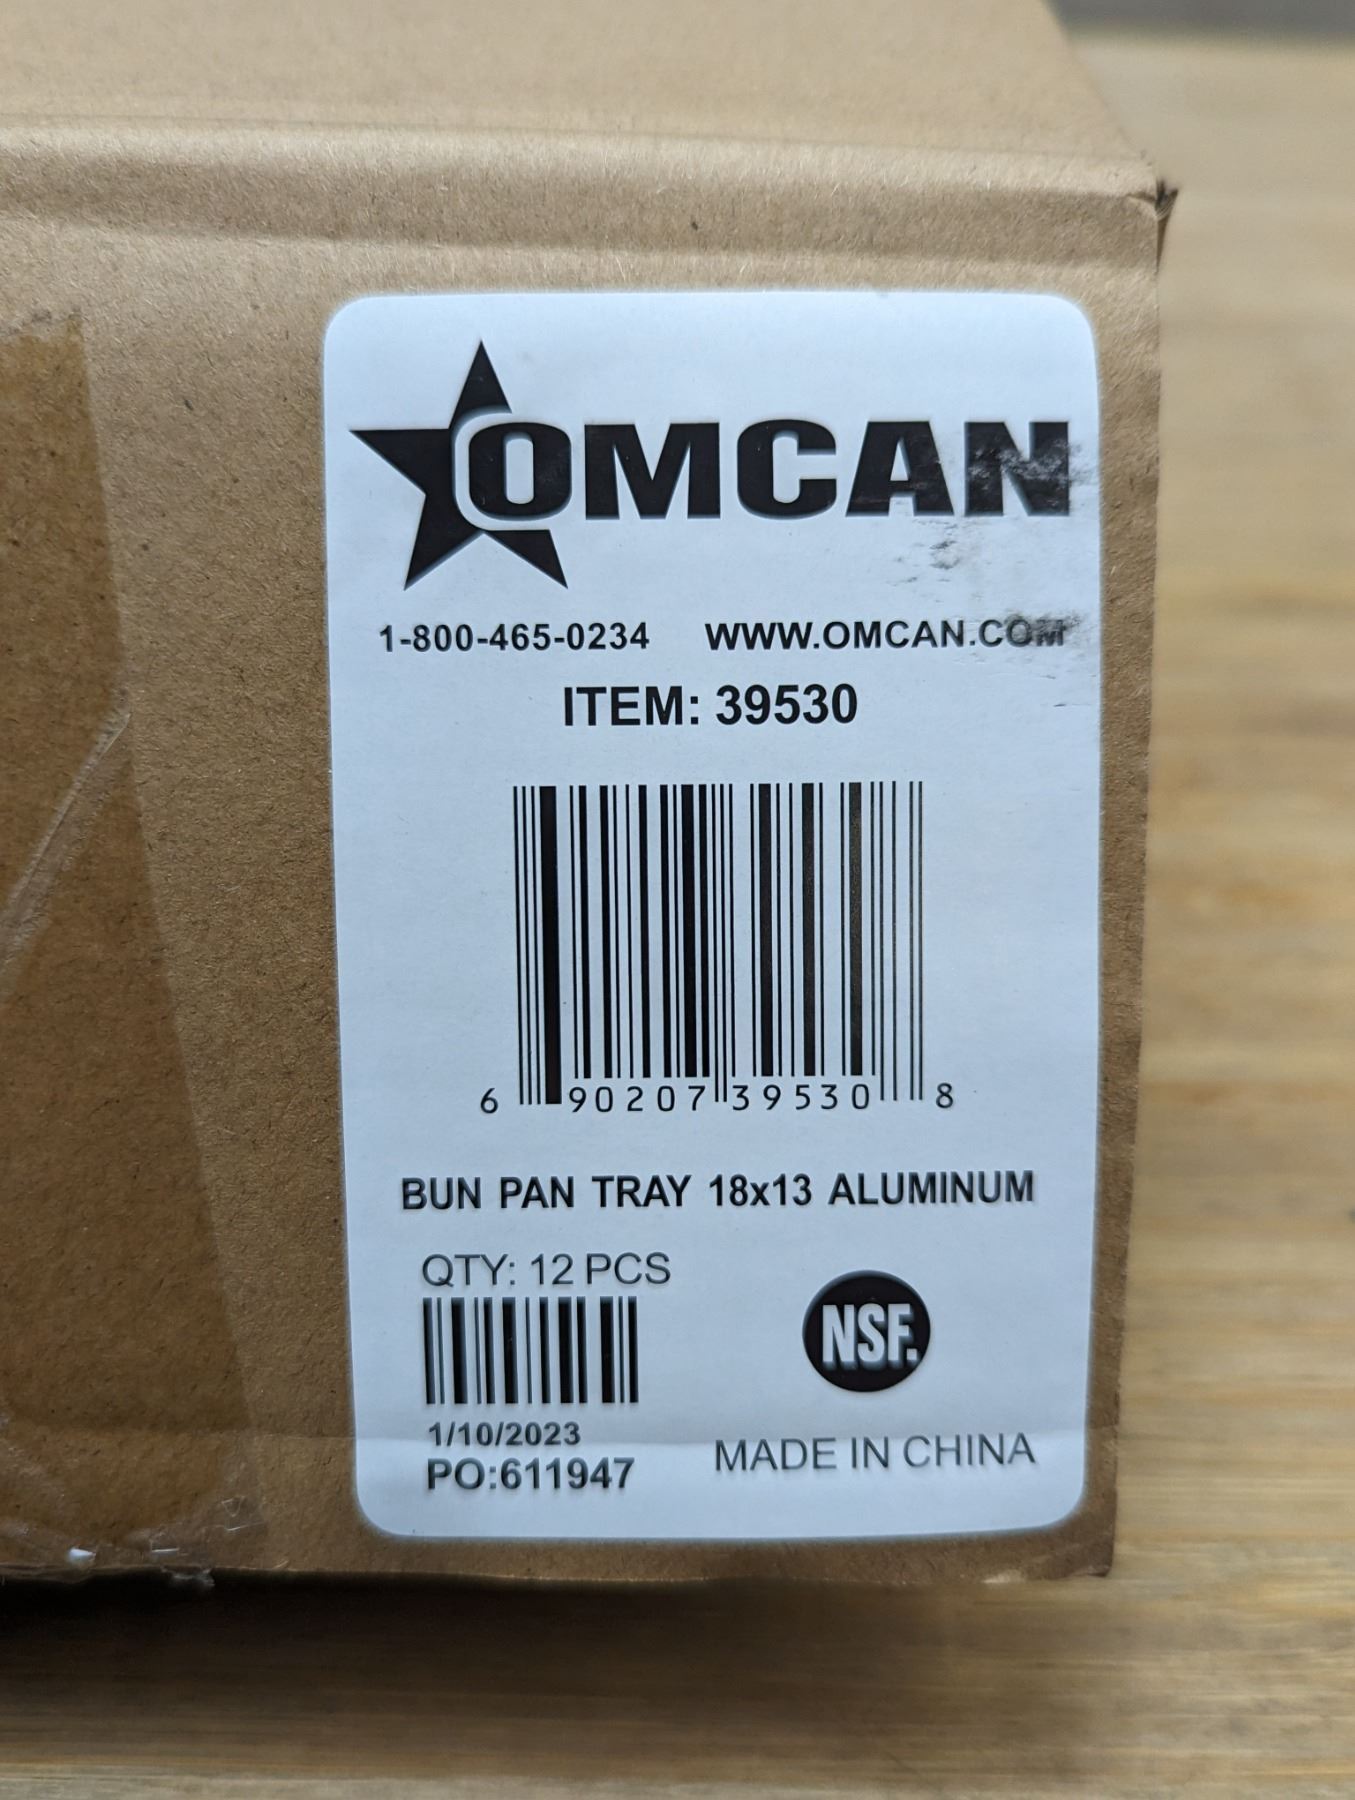 OMCAN
1-800-465-0234 WWW.OMCAN.COM
ITEM: 39530
6 90207 39530 8
BUN PAN TRAY 18x13 ALUMINUM
QTY: 12 PCS
NSF.
1/10/2023
PO:611947
MADE IN CHINA